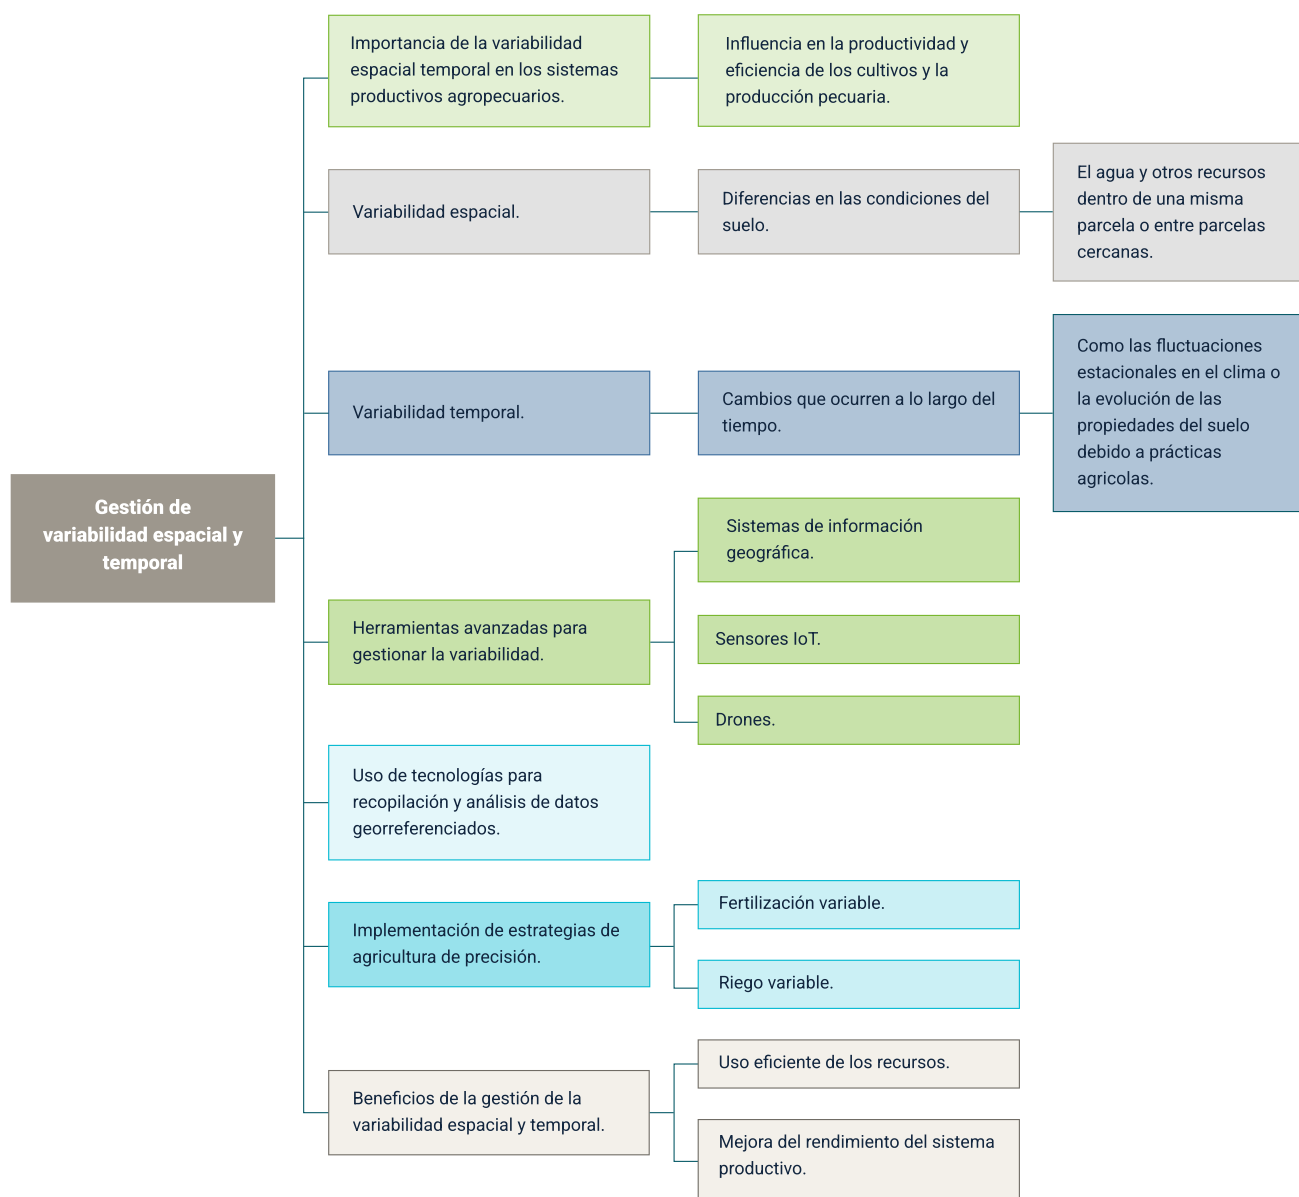 Importancia de la variabilidad
espacial temporal en los sistemas
productivos agropecuarios.
Influencia en la productividad y
eficiencia de los cultivos y la
producción pecuaria.
Variabilidad espacial.
Diferencias en las condiciones del
suelo.
El agua y otros recursos
dentro de una misma
parcela o entre parcelas
cercanas.
Variabilidad temporal.
Cambios que ocurren a lo largo del
tiempo.
Como las fluctuaciones
estacionales en el clima o
la evolución de las
propiedades del suelo
debido a prácticas
agricolas.
Gestión de
variabilidad espacial y
temporal
Herramientas avanzadas para
gestionar la variabilidad.
Sistemas de información
geográfica.
Sensores IoT.
Drones.
Uso de tecnologías para
recopilación y análisis de datos
georreferenciados.
Implementación de estrategias de
agricultura de precisión.
Fertilización variable.
Riego variable.
Beneficios de la gestión de la
variabilidad espacial y temporal.
Uso eficiente de los recursos.
Mejora del rendimiento del sistema
productivo.